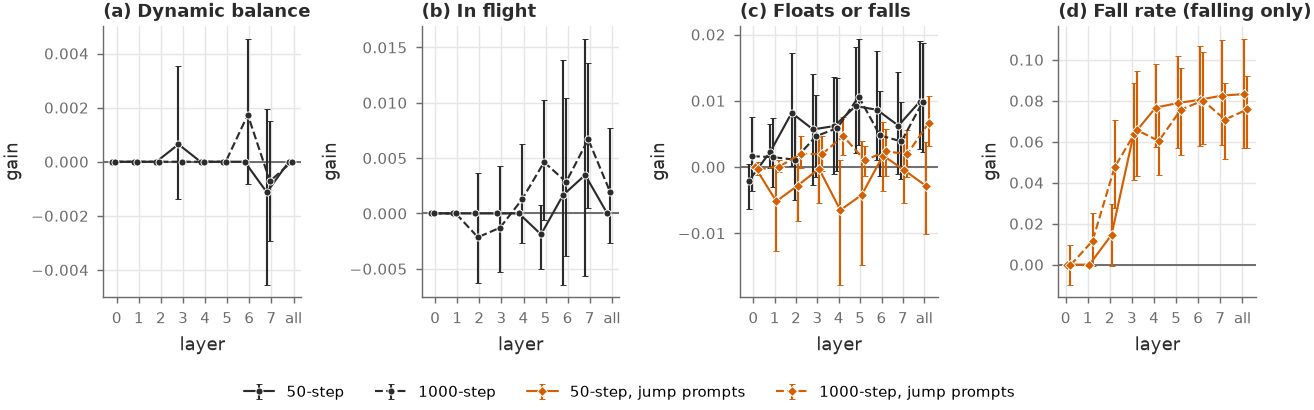 (a) Dynamic balance
gain
0.004
0.002
0.000
−0.002
−0.004
0 1 2 3 4 5 6 7 all
layer
(b) In flight
gain
0.015
0.010
0.005
0.000
−0.005
0 1 2 3 4 5 6 7 all
layer
(c) Floats or falls
gain
0.02
0.01
0.00
−0.01
0 1 2 3 4 5 6 7 all
layer
(d) Fall rate (falling only)
gain
0.10
0.08
0.06
0.04
0.02
0.00
0 1 2 3 4 5 6 7 all
layer
50-step 1000-step 50-step, jump prompts 1000-step, jump prompts